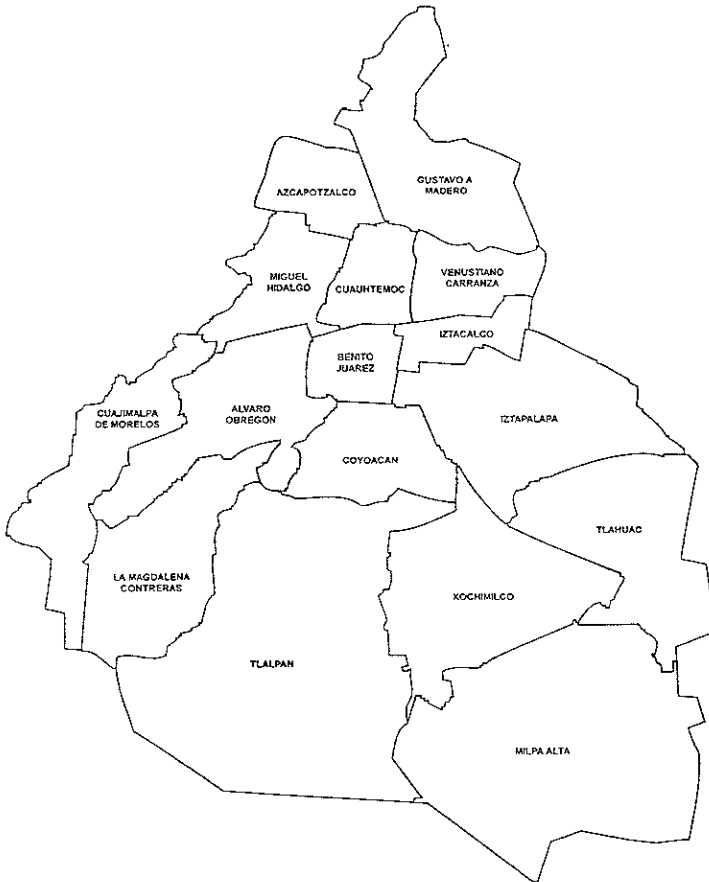 GUSTAVO A
MADERO
AZCAPOTZALCO
MIGUEL
HIDALGO
CUAUHTEMOC
VENUSTIANO
CARRANZA
IZTACALCO
BENITO
JUAREZ
CUAJIMALPA
DE MORELOS
ALVARO
OBREGON
IZTAPALAPA
COYOACAN
TLAHUAC
LA MAGDALENA
CONTRERAS
XOCHIMILCO
TLALPAN
MILPA ALTA